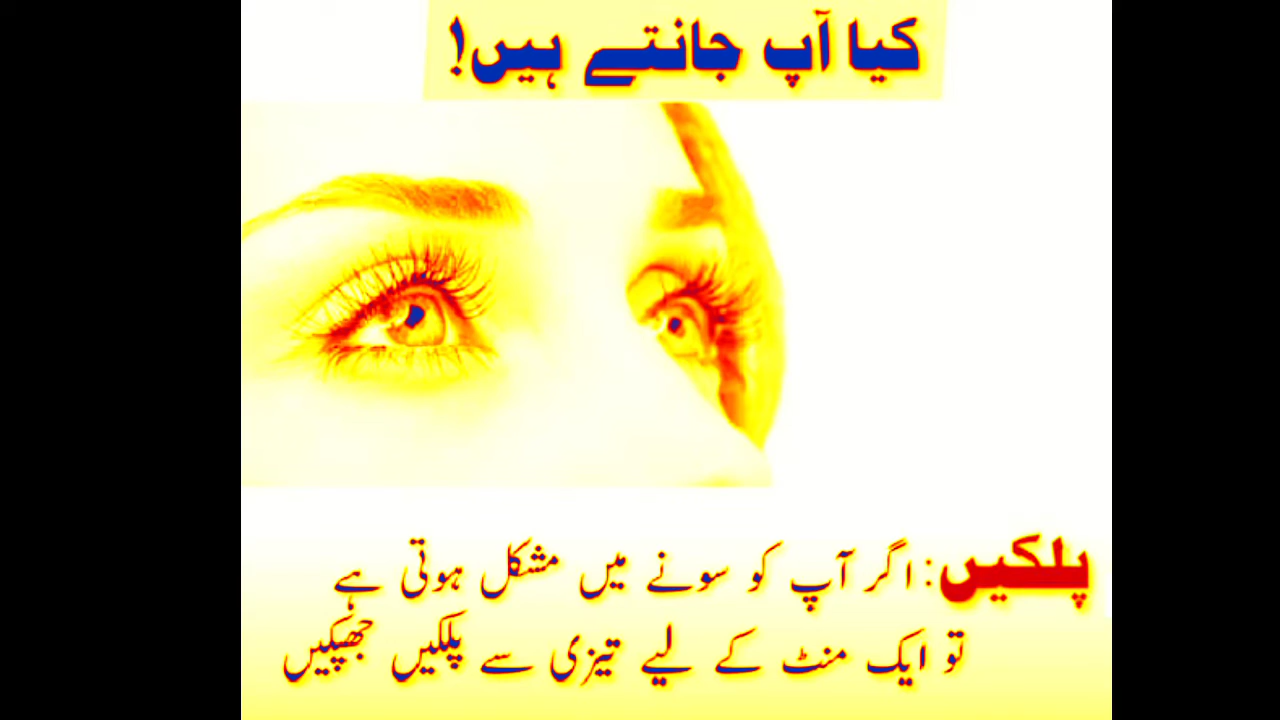 کیا آپ جانتے ہیں!
پلکیں: اگر آپ کو سونے میں مشکل ہوتی ہے
تو ایک منٹ کے لیے تیزی سے پلکیں جھپکیں